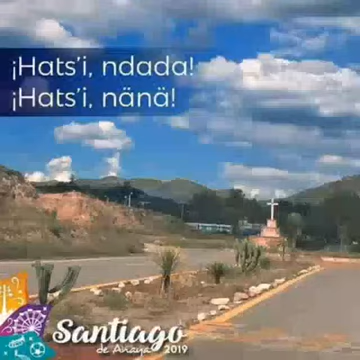 ¡Hats'i, ndada!
¡Hats'i, nänä!
Santiago
de Anaya 2019